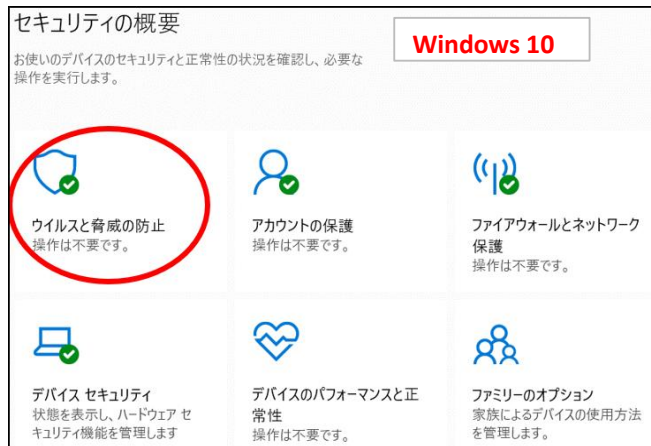 セキュリティの概要
Windows 10
お使いのデバイスのセキュリティと正常性の状況を確認し、必要な
操作を実行します。
ウイルスと脅威の防止
操作は不要です。
アカウントの保護
操作は不要です。
ファイアウォールとネットワーク
保護
操作は不要です。
デバイス セキュリティ
状態を表示し、ハードウェア セ
キュリティ機能を管理します
デバイスのパフォーマンスと正
常性
操作は不要です。
ファミリーのオプション
家族によるデバイスの使用方法
を管理します。